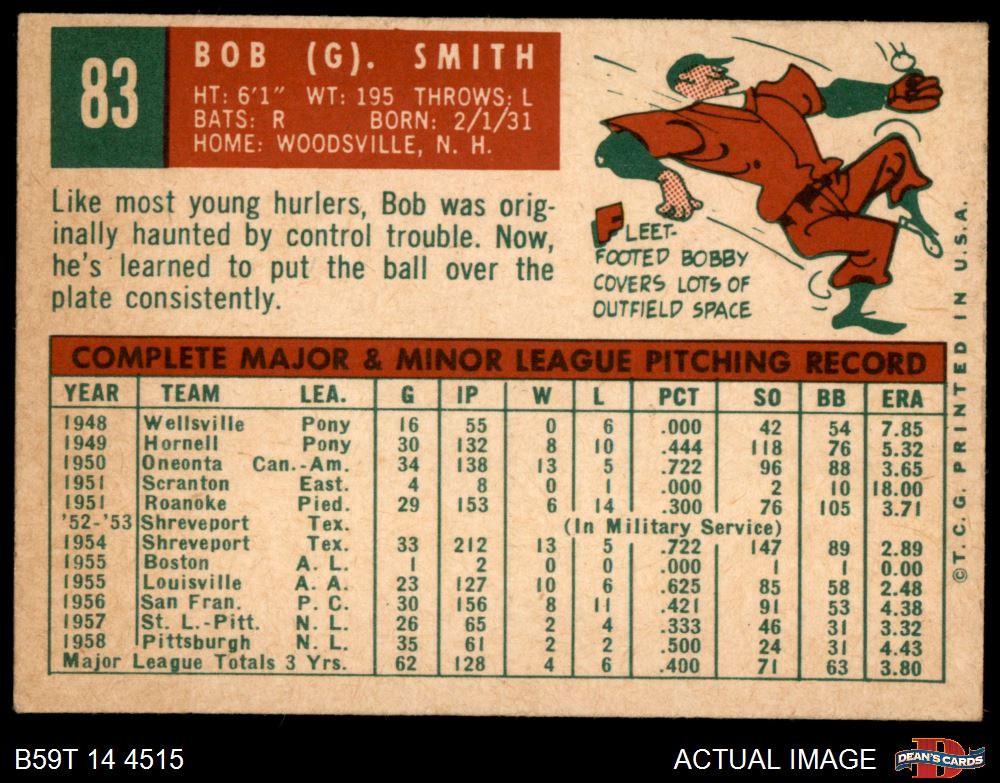 83
BOB (G). SMITH
HT: 6'1" WT: 195 THROWS: L
BATS: R BORN: 2/1/31
HOME: WOODSVILLE, N. H.
Like most young hurlers, Bob was orig-
inally haunted by control trouble. Now,
he's learned to put the ball over the
plate consistently.
FLEET-
FOOTED BOBBY
COVERS LOTS OF
OUTFIELD SPACE
COMPLETE MAJOR & MINOR LEAGUE PITCHING RECORD
YEAR TEAM LEA. G IP W L PCT SO BB ERA
1948 Wellsville Pony 16 55 0 6 .000 42 54 7.85
1949 Hornell Pony 30 132 8 10 .444 118 76 5.32
1950 Oneonta Can.-Am. 34 138 13 5 .722 96 88 3.65
1951 Scranton East. 4 8 0 1 .000 2 10 18.00
1951 Roanoke Pied. 29 153 6 14 .300 76 105 3.71
'52-'53 Shreveport Tex. (In Military Service)
1954 Shreveport Tex. 33 212 13 5 .722 147 89 2.89
1955 Boston A. L. 1 2 0 0 .000 1 1 0.00
1955 Louisville A. A. 23 127 10 6 .625 85 58 2.48
1956 San Fran. P. C. 30 156 8 11 .421 91 53 4.38
1957 St. L.-Pitt. N. L. 26 65 2 4 .333 46 31 3.32
1958 Pittsburgh N. L. 35 61 2 2 .500 24 31 4.43
Major League Totals 3 Yrs. 62 128 4 6 .400 71 63 3.80
©T. C. G. PRINTED IN U.S.A.
B59T 14 4515
ACTUAL IMAGE
D
DEAN'S CARDS